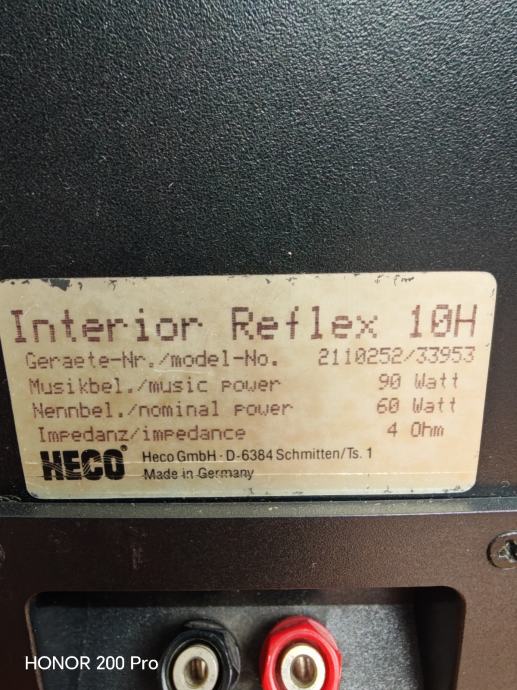 Interior Reflex 10H
Geraete-Nr./model-No. 2110252/33953
Musikbel./music power 90 Watt
Nennbel./nominal power 60 Watt
Impedanz/impedance 4 Ohm
HECO® Heco GmbH · D-6384 Schmitten/Ts. 1
Made in Germany
HONOR 200 Pro